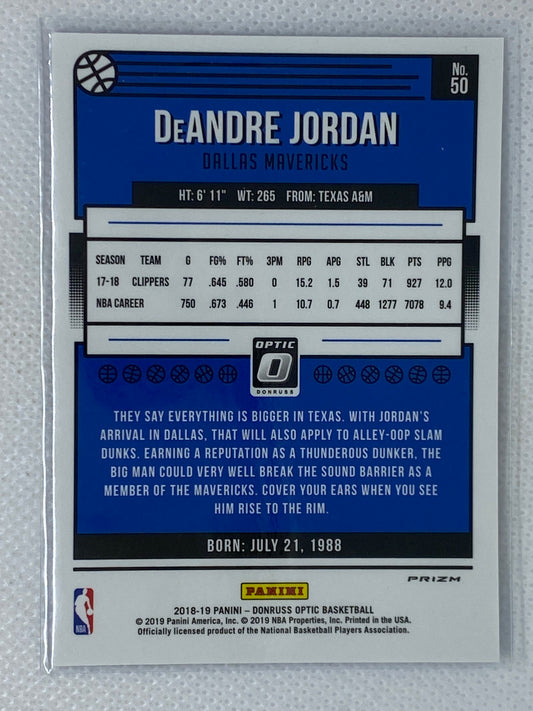 No.
50
DEANDRE JORDAN
DALLAS MAVERICKS
HT: 6' 11" WT: 265 FROM: TEXAS A&M
SEASON TEAM G FG% FT% 3PM RPG APG STL BLK PTS PPG
17-18 CLIPPERS 77 .645 .580 0 15.2 1.5 39 71 927 12.0
NBA CAREER 750 .673 .446 1 10.7 0.7 448 1277 7078 9.4
OPTIC
DONRUSS
THEY SAY EVERYTHING IS BIGGER IN TEXAS. WITH JORDAN'S
ARRIVAL IN DALLAS, THAT WILL ALSO APPLY TO ALLEY-OOP SLAM
DUNKS. EARNING A REPUTATION AS A THUNDEROUS DUNKER, THE
BIG MAN COULD VERY WELL BREAK THE SOUND BARRIER AS A
MEMBER OF THE MAVERICKS. COVER YOUR EARS WHEN YOU SEE
HIM RISE TO THE RIM.
BORN: JULY 21, 1988
PRIZM
PANINI
NBA
2018-19 PANINI – DONRUSS OPTIC BASKETBALL
© 2019 Panini America, Inc. © 2019 NBA Properties, Inc. Printed in the USA.
Officially licensed product of the National Basketball Players Association.